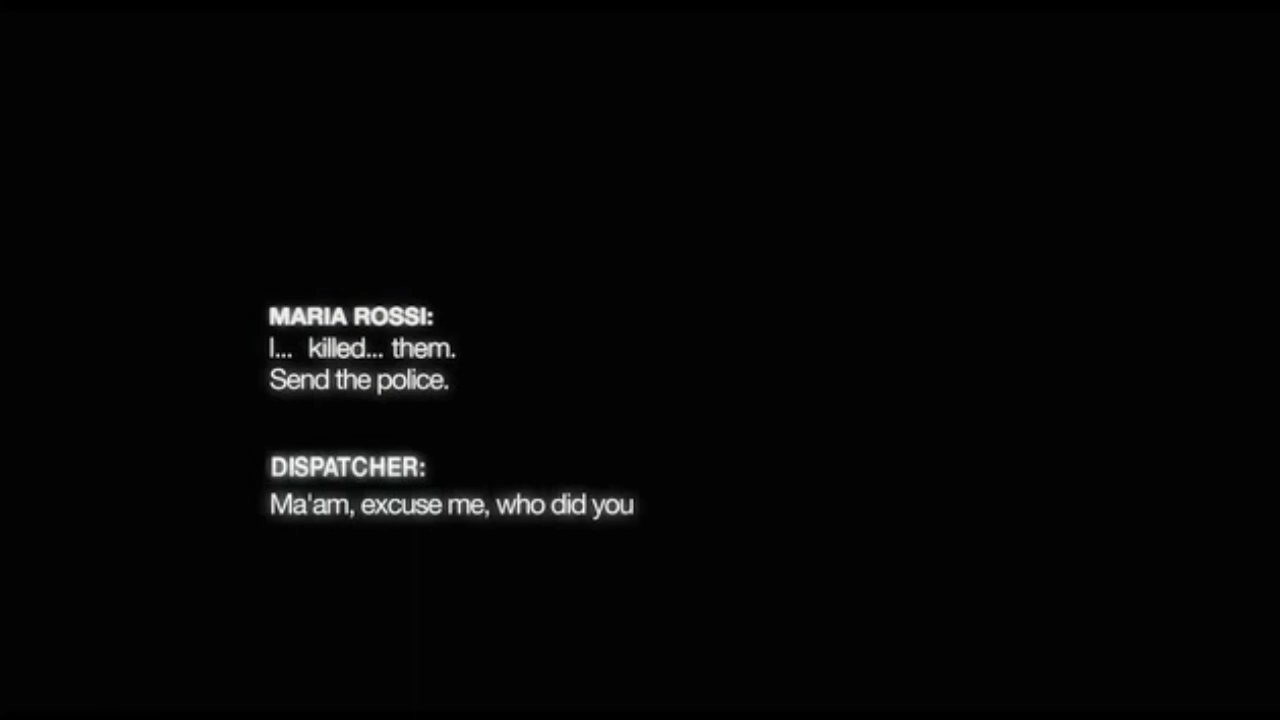 MARIA ROSSI:
I... killed... them.
Send the police.
DISPATCHER:
Ma'am, excuse me, who did you